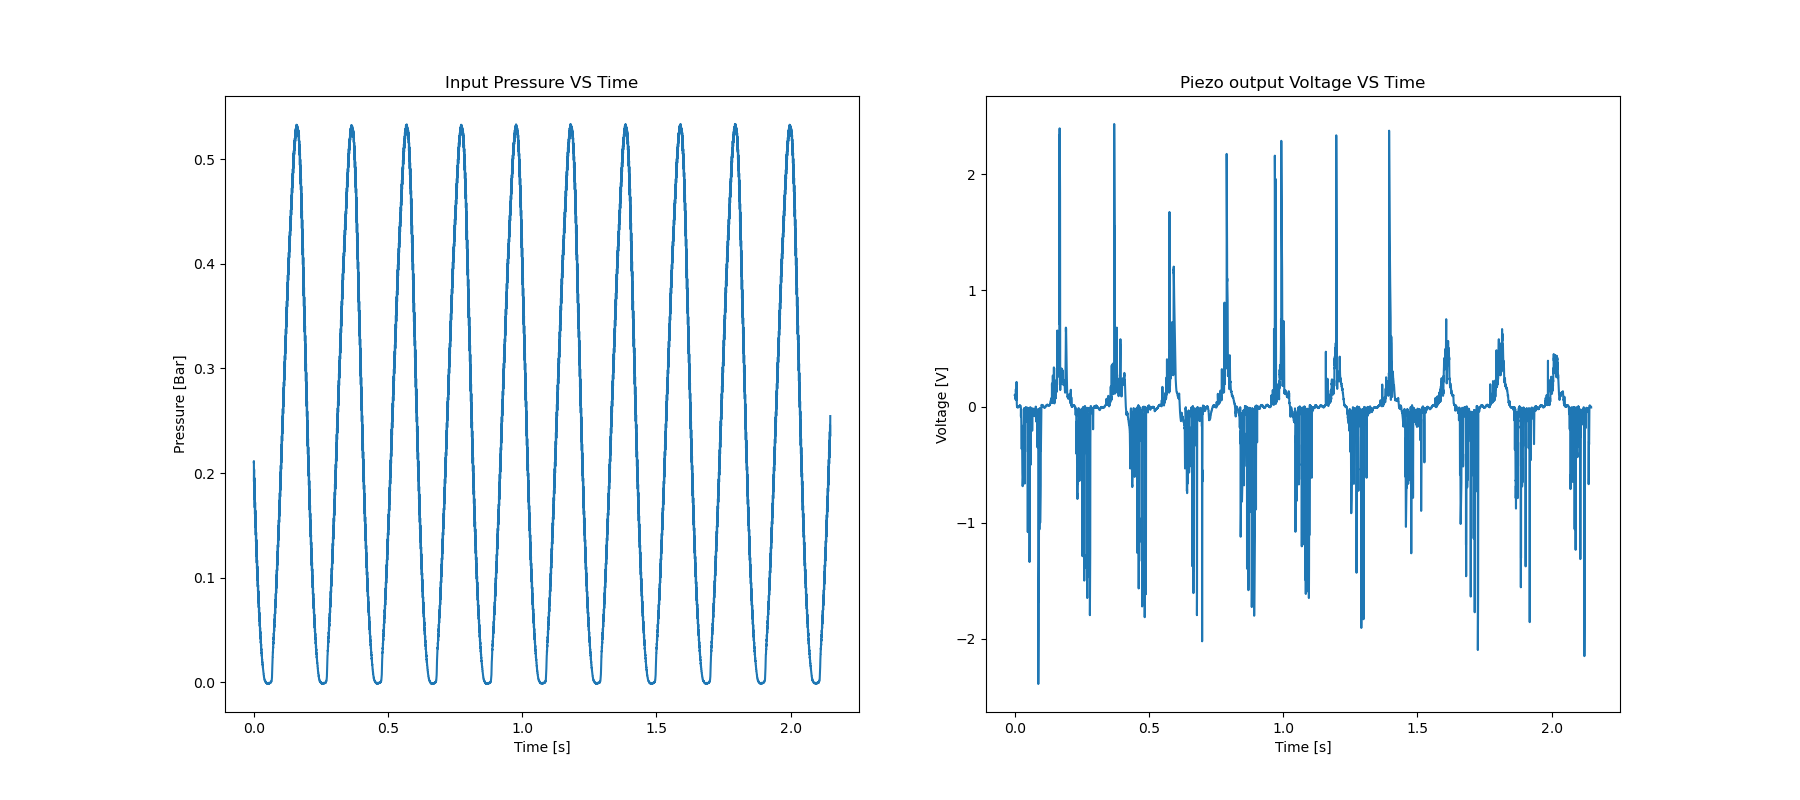 Input Pressure VS Time
Pressure [Bar]
0.5
0.4
0.3
0.2
0.1
0.0
0.0 0.5 1.0 1.5 2.0
Time [s]
Piezo output Voltage VS Time
Voltage [V]
2
1
0
−1
−2
0.0 0.5 1.0 1.5 2.0
Time [s]